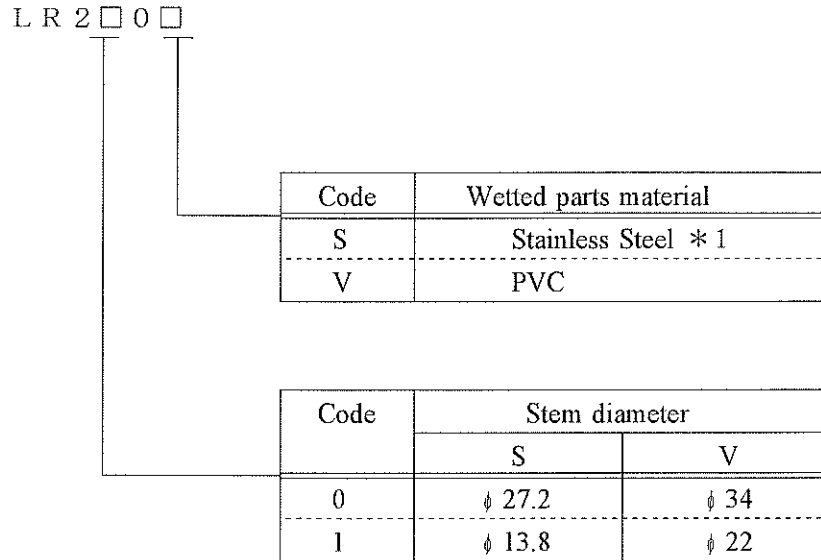 LR2□0□
Code Wetted parts material
S Stainless Steel *1
V PVC
Code Stem diameter
S V
0 φ 27.2 φ 34
1 φ 13.8 φ 22